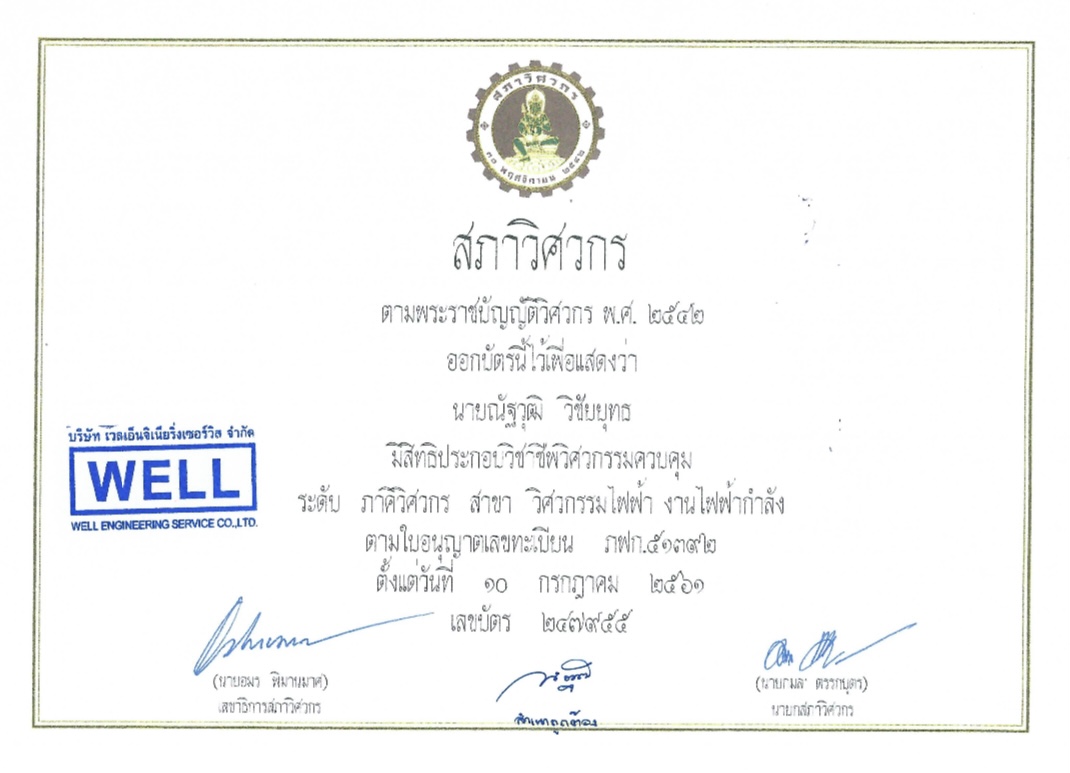 สภาวิศวกร
๓๐ พฤศจิกายน ๒๕๔๒
สภาวิศวกร
ตามพระราชบัญญัติวิศวกร พ.ศ. ๒๕๔๒
ออกบัตรนี้ไว้เพื่อแสดงว่า
นายณัฐวุฒิ วิชัยยุทธ
มีสิทธิประกอบวิชาชีพวิศวกรรมควบคุม
ระดับ ภาคีวิศวกร สาขา วิศวกรรมไฟฟ้า งานไฟฟ้ากำลัง
ตามใบอนุญาตเลขทะเบียน ภฟก.๕๑๓๙๒
ตั้งแต่วันที่ ๑๐ กรกฎาคม ๒๕๖๑
เลขบัตร ๒๔๗๙๕๕
บริษัท เวลเอ็นจิเนียริ่งเซอร์วิส จำกัด
WELL
WELL ENGINEERING SERVICE CO.,LTD.
(นายอมร พิมานมาศ)
เลขาธิการสภาวิศวกร
สำเนาถูกต้อง
(นายกมล ตรรกบุตร)
นายกสภาวิศวกร